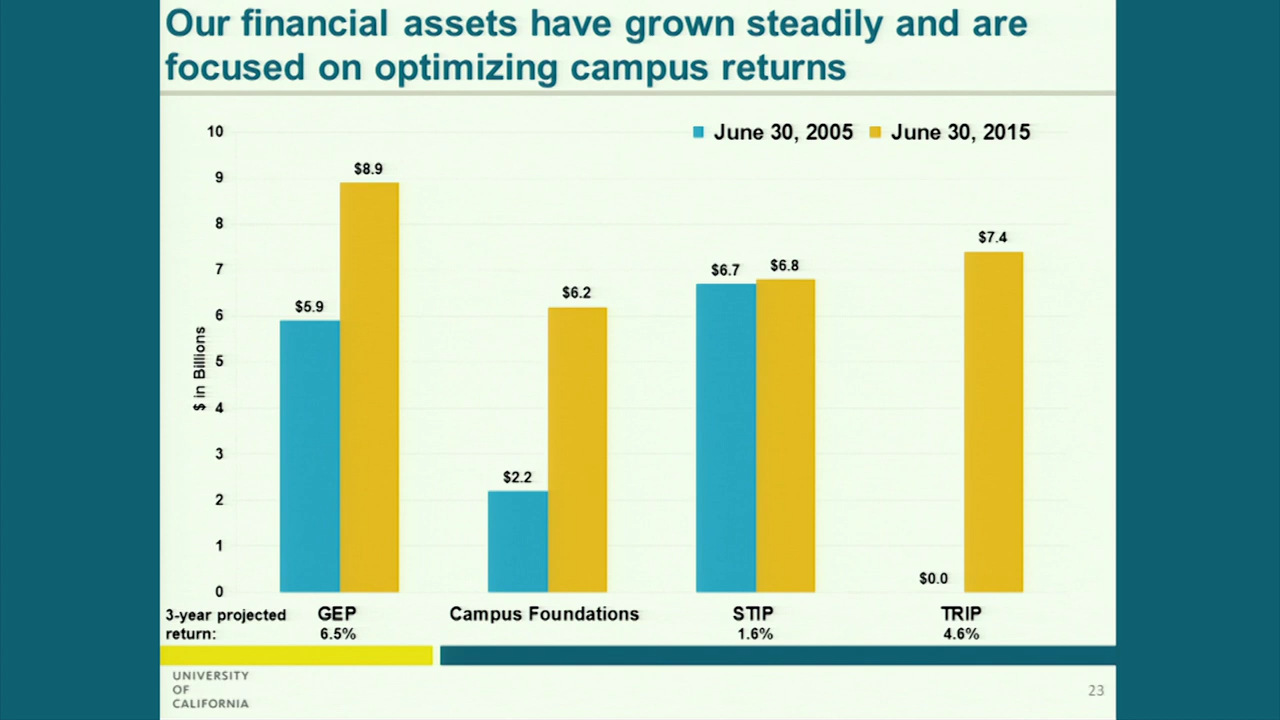 Our financial assets have grown steadily and are
focused on optimizing campus returns
June 30, 2005 June 30, 2015
10
9
8
7
6
5
4
3
2
1
0
$ in Billions
$5.9
$8.9
$2.2
$6.2
$6.7
$6.8
$0.0
$7.4
3-year projected
return:
GEP
6.5%
Campus Foundations
STIP
1.6%
TRIP
4.6%
UNIVERSITY
OF
CALIFORNIA
23